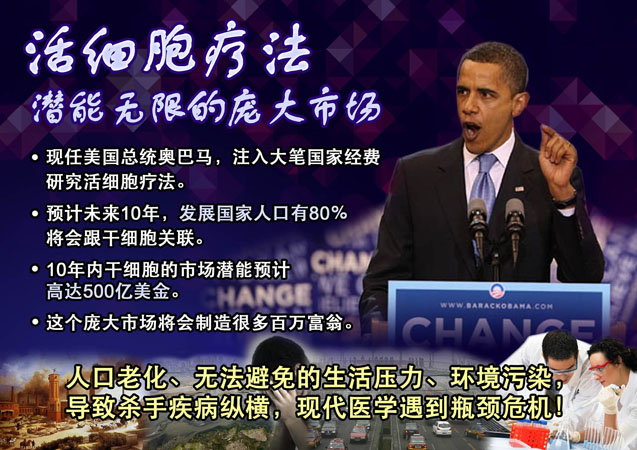 活细胞疗法
潜能无限的庞大市场
• 现任美国总统奥巴马，注入大笔国家经费
研究活细胞疗法。
• 预计未来10年，发展国家人口有80%
将会跟干细胞关联。
• 10年内干细胞的市场潜能预计
高达500亿美金。
• 这个庞大市场将会制造很多百万富翁。
CHANGE
WWW.BARACKOBAMA.COM
CHANGE
人口老化、无法避免的生活压力、环境污染，
导致杀手疾病纵横，现代医学遇到瓶颈危机！